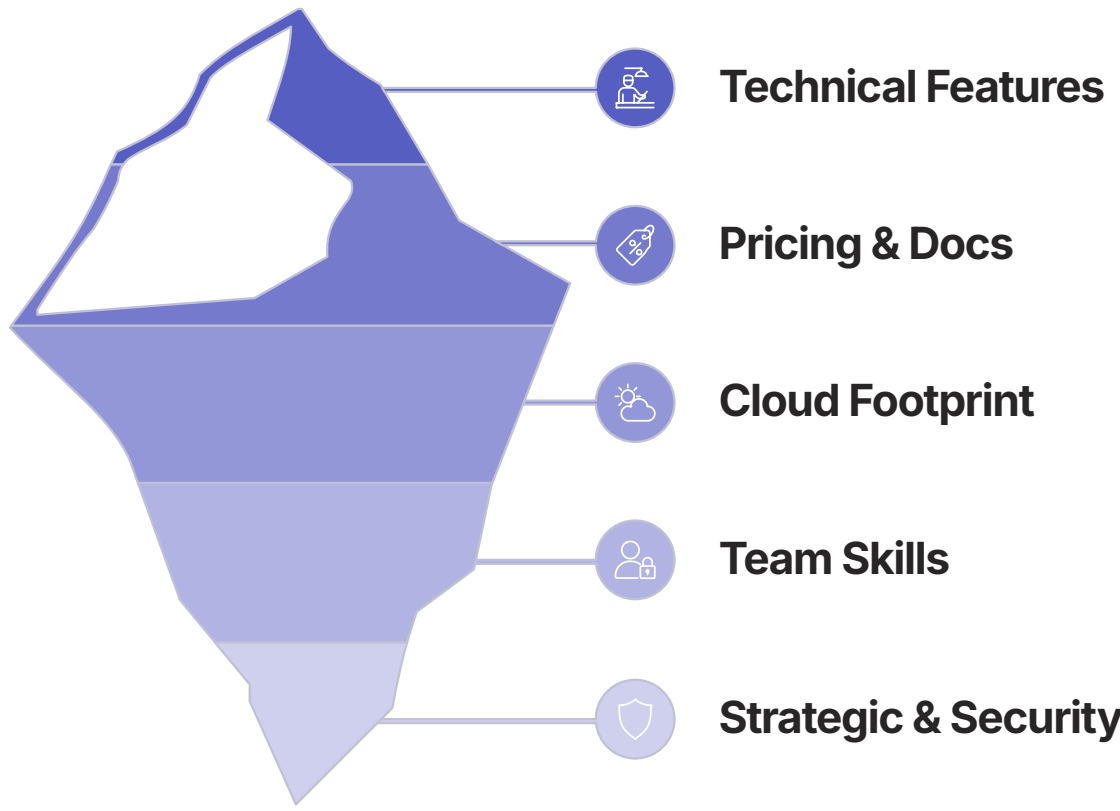 Technical Features
Pricing & Docs
Cloud Footprint
Team Skills
Strategic & Security